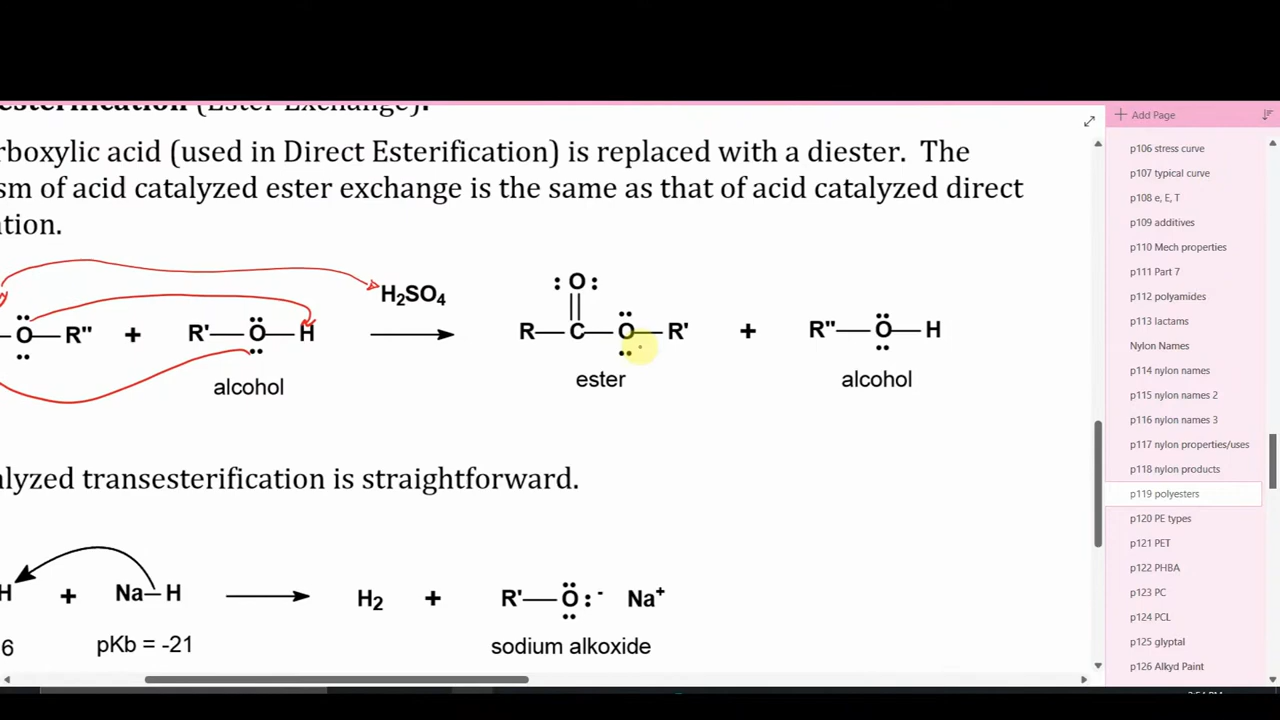 esterification (Ester Exchange).
rboxylic acid (used in Direct Esterification) is replaced with a diester. The
sm of acid catalyzed ester exchange is the same as that of acid catalyzed direct
ation.
H₂SO₄
:O:
O—R" + R'—O—H R—C—O—R' + R"—O—H
alcohol ester alcohol
alyzed transesterification is straightforward.
H + Na—H H₂ + R'—O:⁻ Na⁺
6 pKb = -21 sodium alkoxide
Add Page
p106 stress curve
p107 typical curve
p108 e, E, T
p109 additives
p110 Mech properties
p111 Part 7
p112 polyamides
p113 lactams
Nylon Names
p114 nylon names
p115 nylon names 2
p116 nylon names 3
p117 nylon properties/uses
p118 nylon products
p119 polyesters
p120 PE types
p121 PET
p122 PHBA
p123 PC
p124 PCL
p125 glyptal
p126 Alkyd Paint